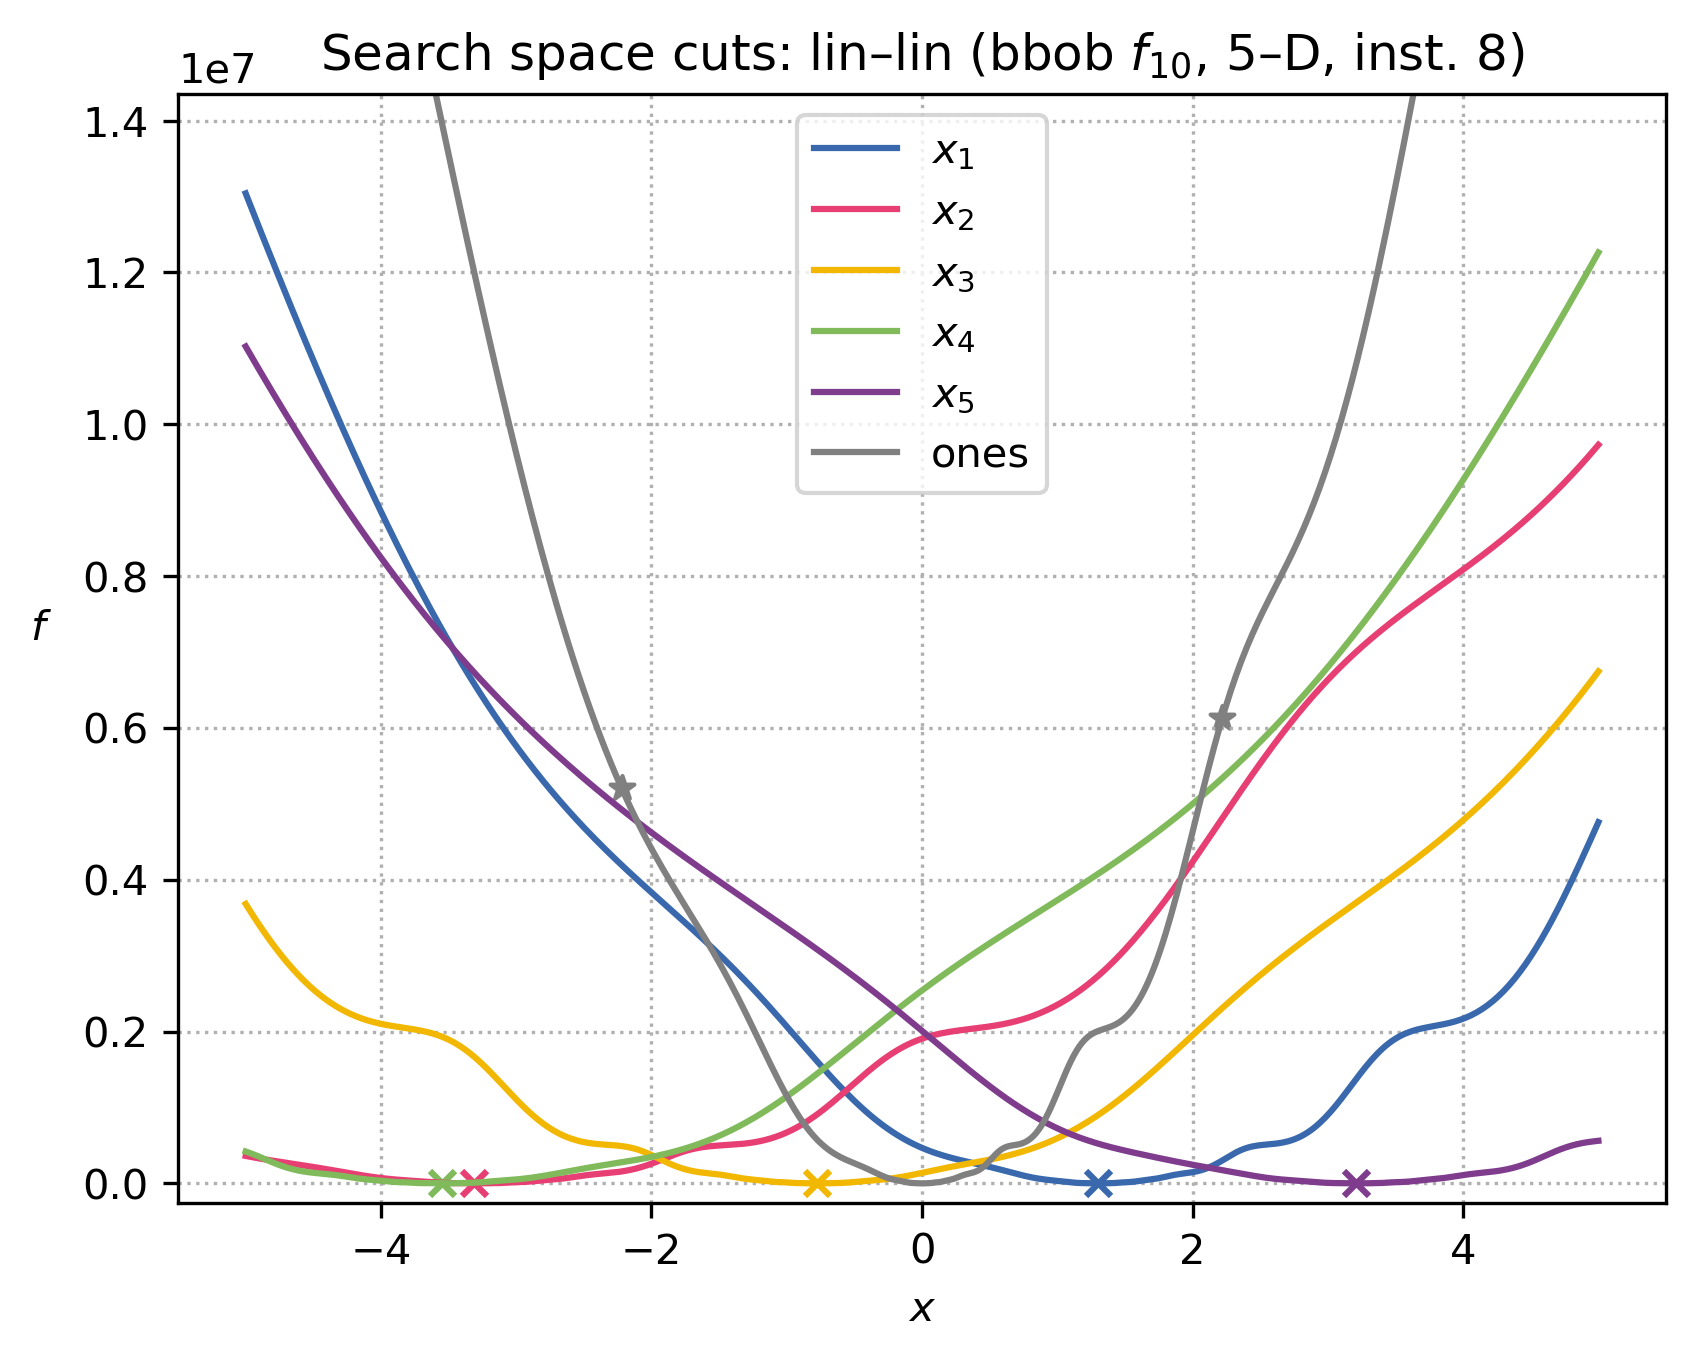 Search space cuts: lin–lin (bbob f10, 5–D, inst. 8)
1e7
1.4
1.2
1.0
0.8
0.6
0.4
0.2
0.0
f
x1
x2
x3
x4
x5
ones
−4 −2 0 2 4
x